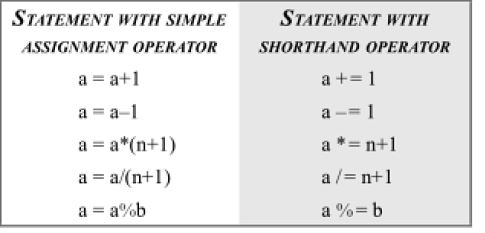 STATEMENT WITH SIMPLE ASSIGNMENT OPERATOR
STATEMENT WITH SHORTHAND OPERATOR
a = a+1
a += 1
a = a–1
a –= 1
a = a*(n+1)
a *= n+1
a = a/(n+1)
a /= n+1
a = a%b
a %= b